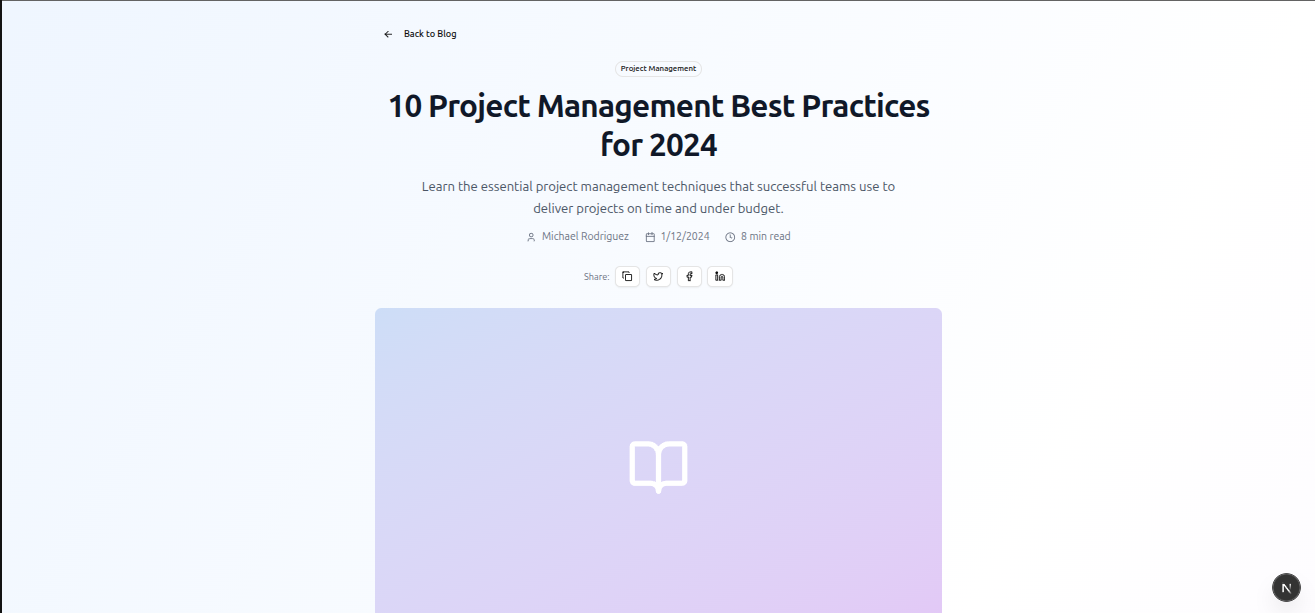 Back to Blog
Project Management
10 Project Management Best Practices
for 2024
Learn the essential project management techniques that successful teams use to
deliver projects on time and under budget.
Michael Rodriguez 1/12/2024 8 min read
Share:
N